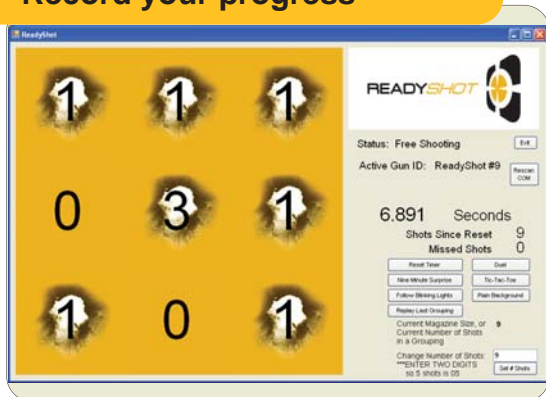 Record your progress
ReadyShot
1 1 1
0 3 1
1 0 1
READYSHOT
Status: Free Shooting
Exit
Active Gun ID: ReadyShot #9
Rescan COM
6.891 Seconds
Shots Since Reset 9
Missed Shots 0
Reset Timer
Duel
Nine Minute Surprise
Tic-Tac-Toe
Follow Blinking Lights
Plain Background
Replay Last Grouping
Current Magazine Size, or 9
Current Number of Shots
in a Grouping
Change Number of Shots: 9
***ENTER TWO DIGITS
so 5 shots is 05
Set # Shots